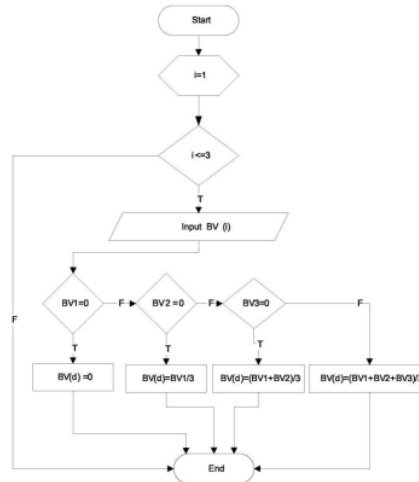 Start
i=1
i <=3
T
Input BV (i)
BV1=0
F
BV2 =0
F
BV3=0
F
F
T
T
T
BV(d) =0
BV(d)=BV1/3
BV(d)=(BV1+BV2)/3
BV(d)=(BV1+BV2+BV3)/3
End